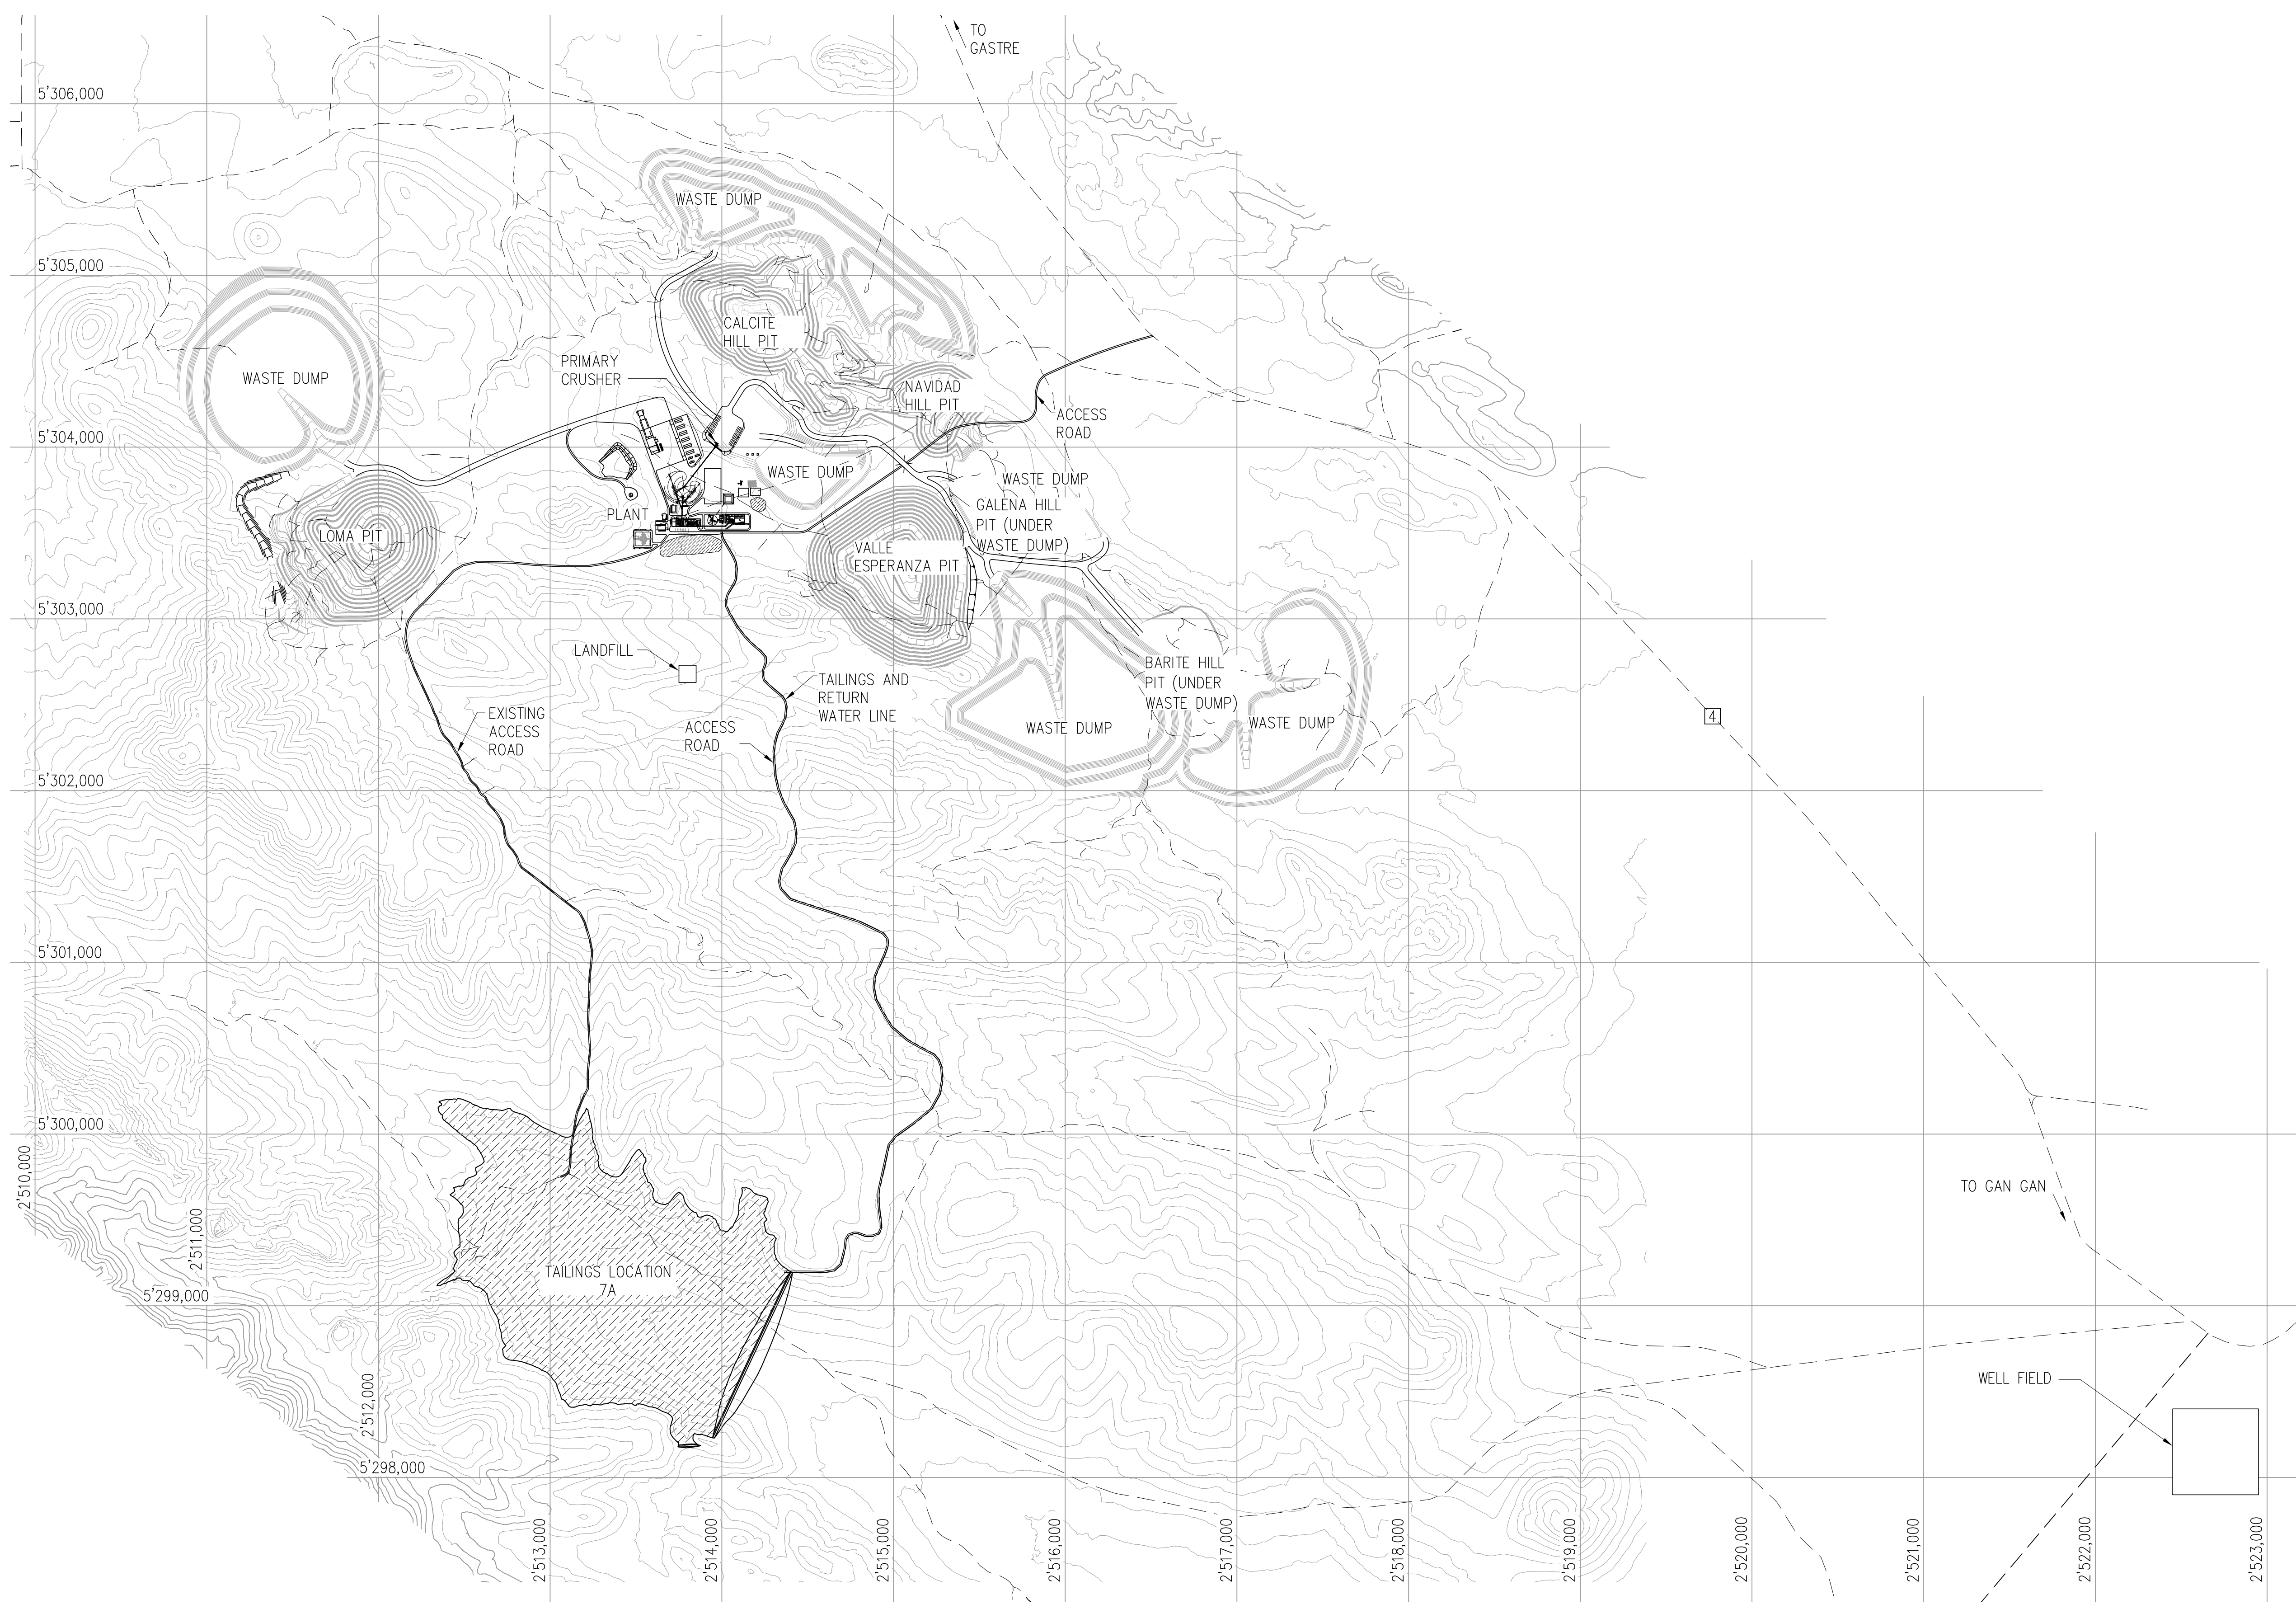 TO
GASTRE
5'306,000
WASTE DUMP
5'305,000
CALCITE
HILL PIT
PRIMARY
CRUSHER
WASTE DUMP
NAVIDAD
HILL PIT
ACCESS
ROAD
5'304,000
WASTE DUMP
WASTE DUMP
GALENA HILL
PIT (UNDER
WASTE DUMP)
PLANT
LOMA PIT
VALLE
ESPERANZA PIT
5'303,000
LANDFILL
BARITE HILL
PIT (UNDER
WASTE DUMP)
TAILINGS AND
RETURN
WATER LINE
EXISTING
ACCESS
ROAD
ACCESS
ROAD
WASTE DUMP
WASTE DUMP
4
5'302,000
5'301,000
5'300,000
2'510,000
TO GAN GAN
2'511,000
TAILINGS LOCATION
7A
5'299,000
WELL FIELD
2'512,000
5'298,000
2'513,000
2'514,000
2'515,000
2'516,000
2'517,000
2'518,000
2'519,000
2'520,000
2'521,000
2'522,000
2'523,000